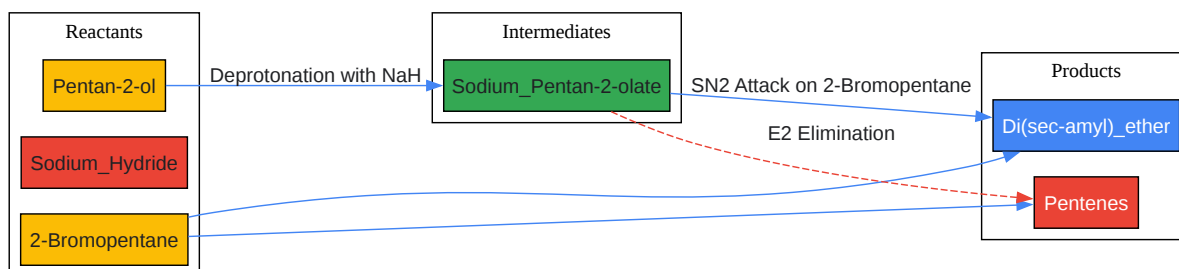 Reactants
Pentan-2-ol
Sodium_Hydride
2-Bromopentane
Deprotonation with NaH
Intermediates
Sodium_Pentan-2-olate
SN2 Attack on 2-Bromopentane
E2 Elimination
Products
Di(sec-amyl)_ether
Pentenes